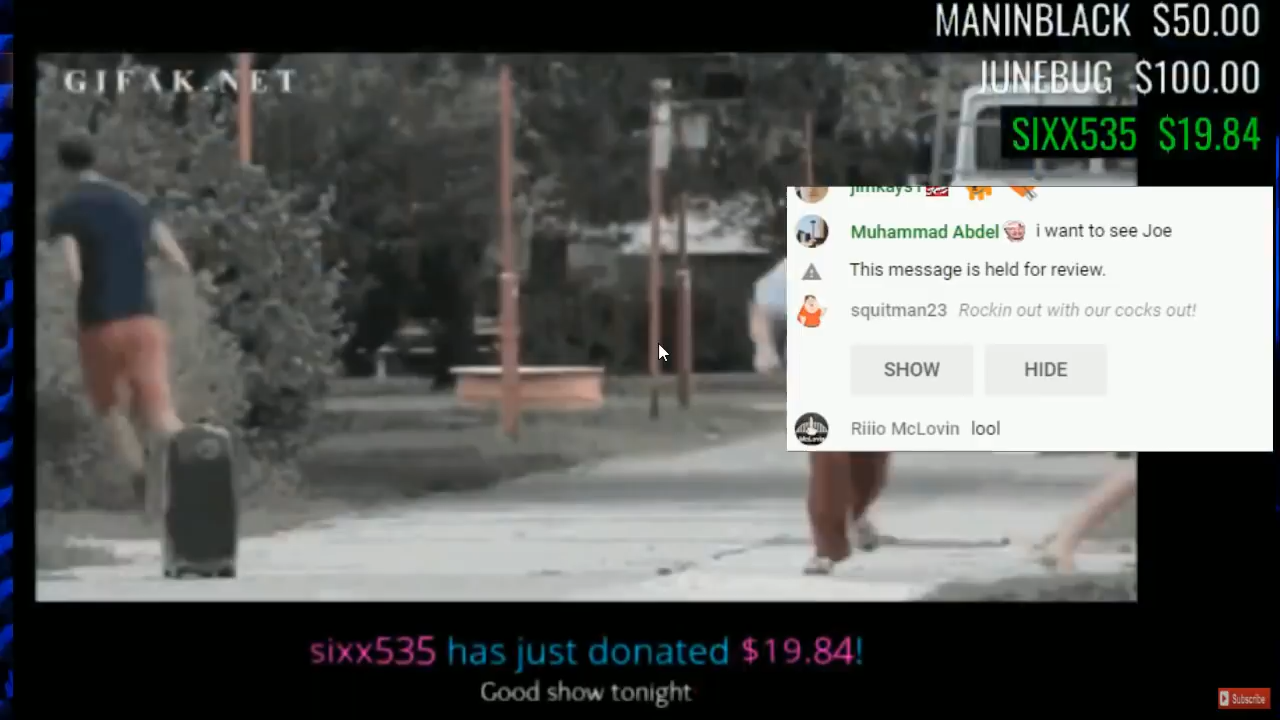 MANINBLACK $50.00
GIFAK.NET
JUNEBUG $100.00
SIXX535 $19.84
jimkays1
Muhammad Abdel i want to see Joe
This message is held for review.
squitman23 Rockin out with our cocks out!
SHOW HIDE
Riiio McLovin lool
sixx535 has just donated $19.84!
Good show tonight
Subscribe